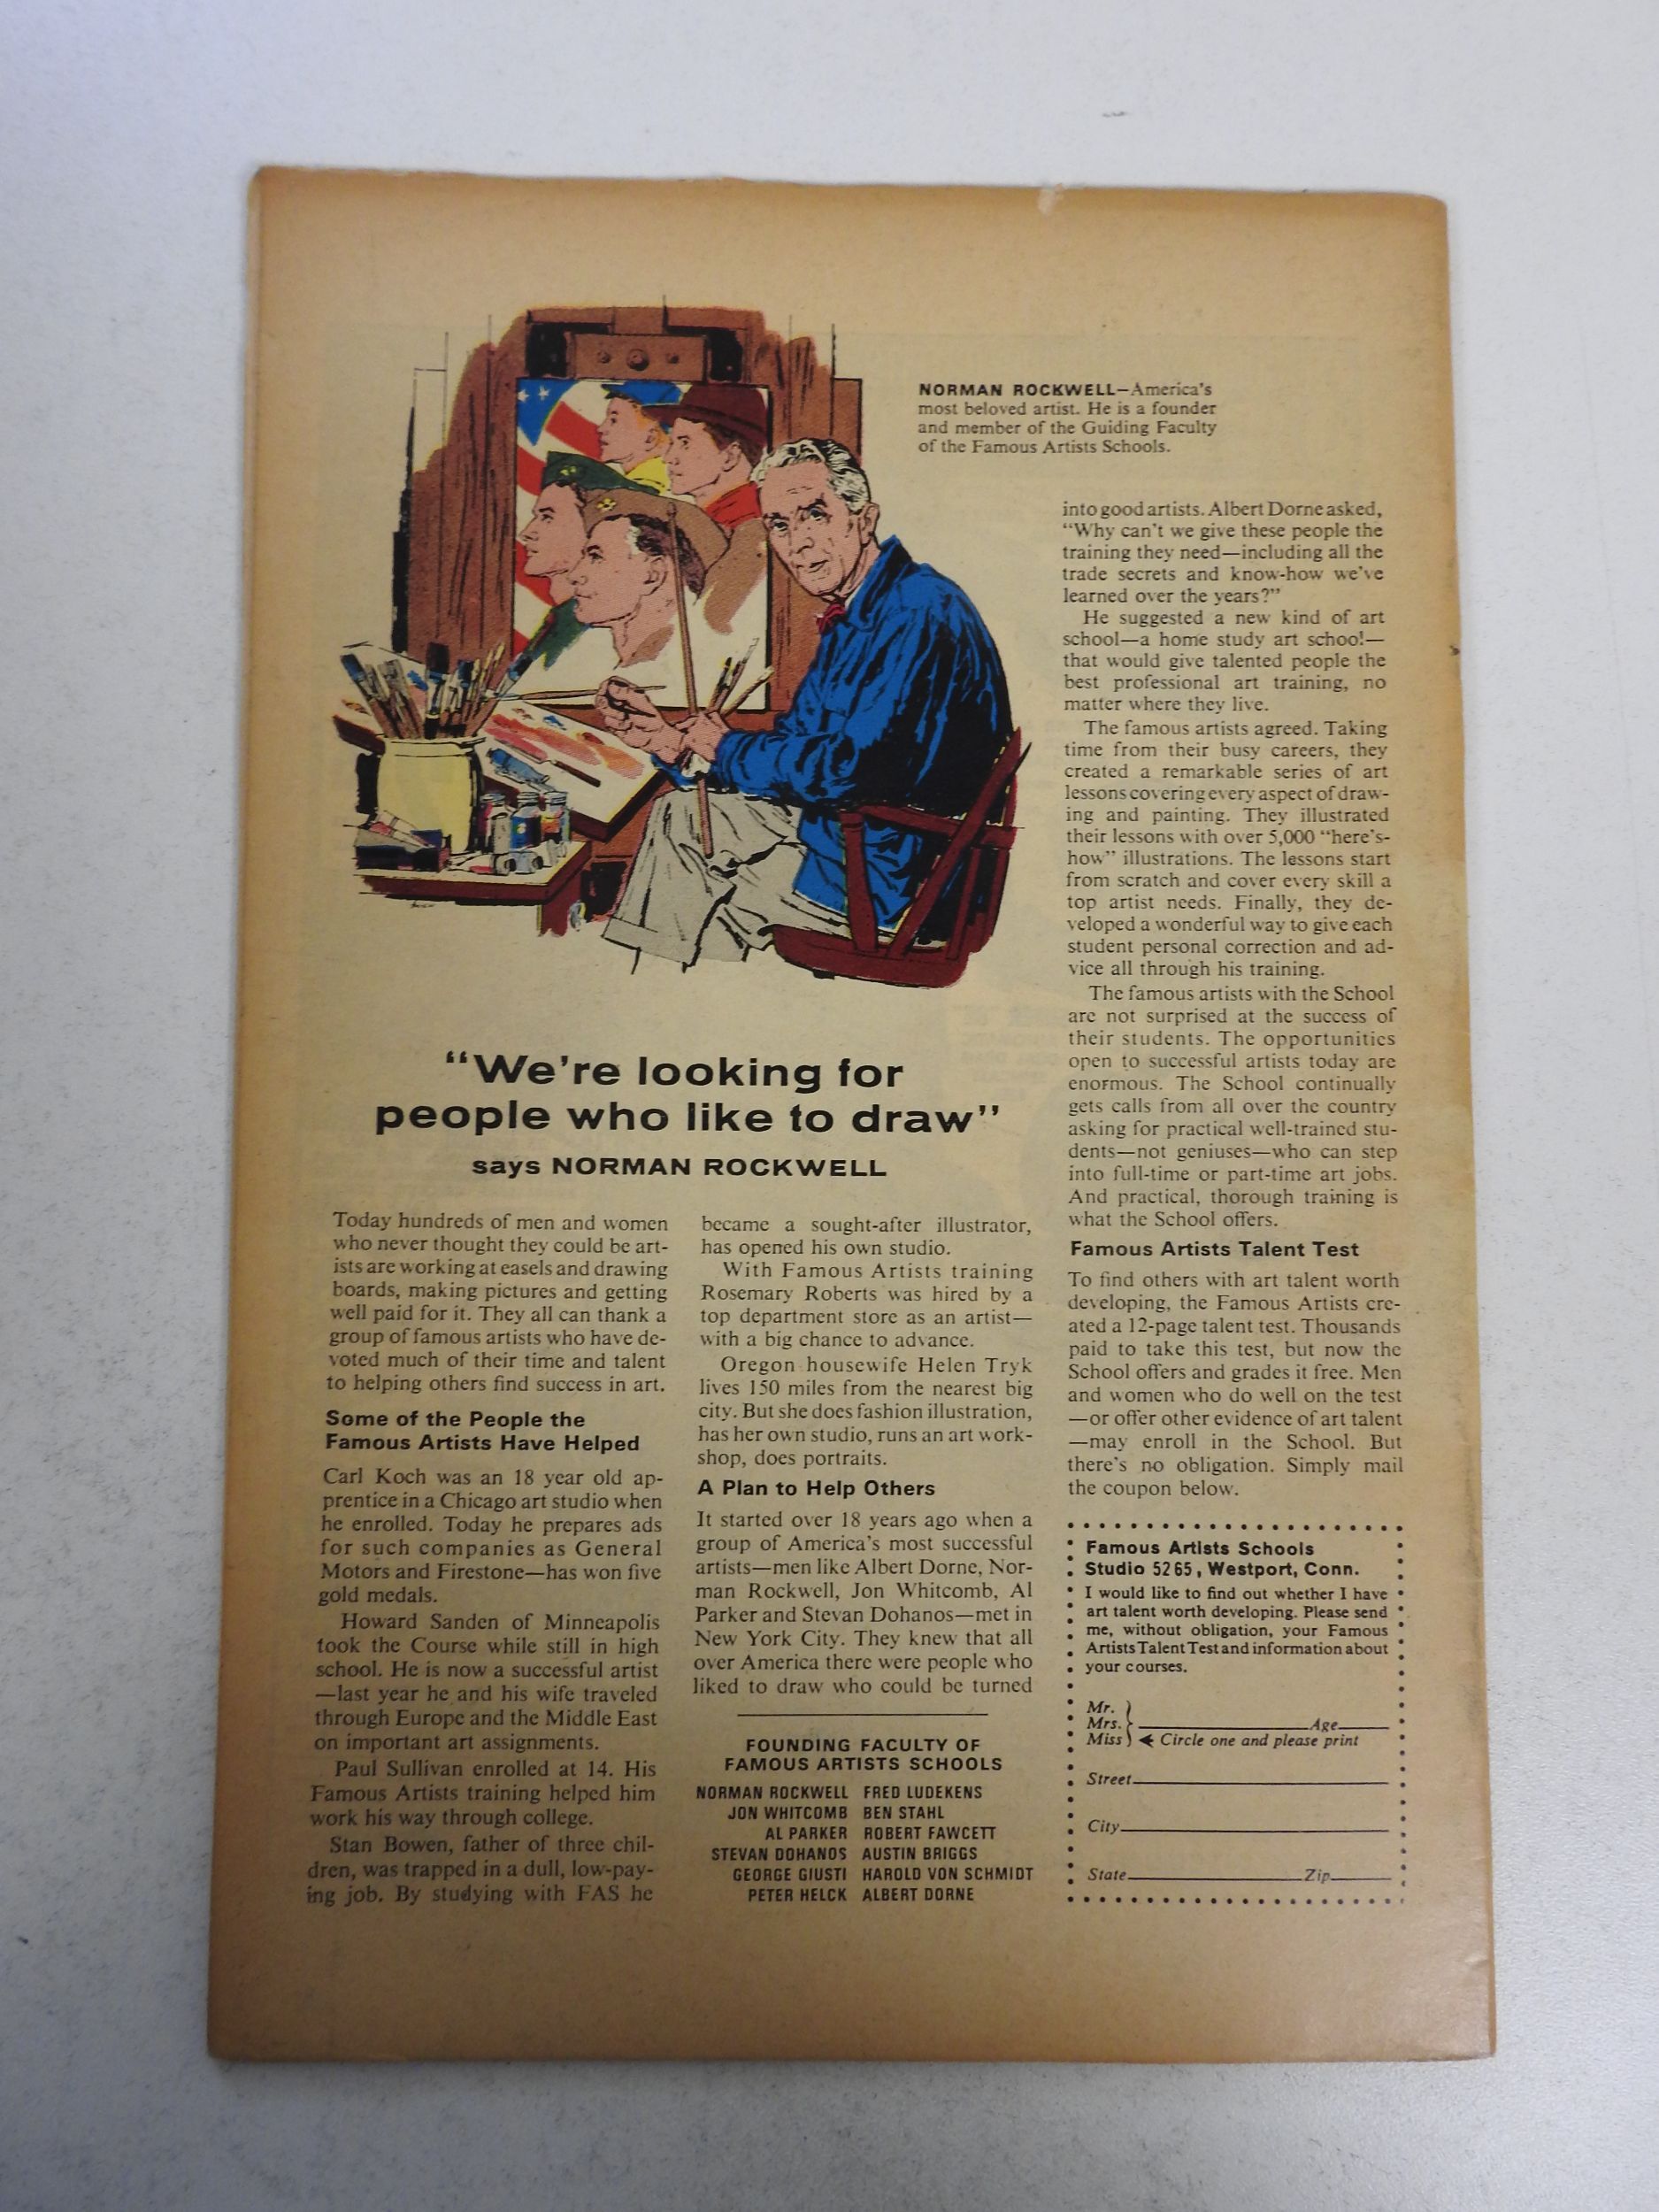 NORMAN ROCKWELL—America's
most beloved artist. He is a founder
and member of the Guiding Faculty
of the Famous Artists Schools.
"We're looking for
people who like to draw"
says NORMAN ROCKWELL
Today hundreds of men and women
who never thought they could be art-
ists are working at easels and drawing
boards, making pictures and getting
well paid for it. They all can thank a
group of famous artists who have de-
voted much of their time and talent
to helping others find success in art.
Some of the People the
Famous Artists Have Helped
Carl Koch was an 18 year old ap-
prentice in a Chicago art studio when
he enrolled. Today he prepares ads
for such companies as General
Motors and Firestone—has won five
gold medals.
Howard Sanden of Minneapolis
took the Course while still in high
school. He is now a successful artist
—last year he and his wife traveled
through Europe and the Middle East
on important art assignments.
Paul Sullivan enrolled at 14. His
Famous Artists training helped him
work his way through college.
Stan Bowen, father of three chil-
dren, was trapped in a dull, low-pay-
ing job. By studying with FAS he
became a sought-after illustrator,
has opened his own studio.
With Famous Artists training
Rosemary Roberts was hired by a
top department store as an artist—
with a big chance to advance.
Oregon housewife Helen Tryk
lives 150 miles from the nearest big
city. But she does fashion illustration,
has her own studio, runs an art work-
shop, does portraits.
A Plan to Help Others
It started over 18 years ago when a
group of America's most successful
artists—men like Albert Dorne, Nor-
man Rockwell, Jon Whitcomb, Al
Parker and Stevan Dohanos—met in
New York City. They knew that all
over America there were people who
liked to draw who could be turned
FOUNDING FACULTY OF
FAMOUS ARTISTS SCHOOLS
NORMAN ROCKWELL FRED LUDEKENS
JON WHITCOMB BEN STAHL
AL PARKER ROBERT FAWCETT
STEVAN DOHANOS AUSTIN BRIGGS
GEORGE GIUSTI HAROLD VON SCHMIDT
PETER HELCK ALBERT DORNE
into good artists. Albert Dorne asked,
"Why can't we give these people the
training they need—including all the
trade secrets and know-how we've
learned over the years?"
He suggested a new kind of art
school—a home study art school—
that would give talented people the
best professional art training, no
matter where they live.
The famous artists agreed. Taking
time from their busy careers, they
created a remarkable series of art
lessons covering every aspect of draw-
ing and painting. They illustrated
their lessons with over 5,000 "here's-
how" illustrations. The lessons start
from scratch and cover every skill a
top artist needs. Finally, they de-
veloped a wonderful way to give each
student personal correction and ad-
vice all through his training.
The famous artists with the School
are not surprised at the success of
their students. The opportunities
open to successful artists today are
enormous. The School continually
gets calls from all over the country
asking for practical well-trained stu-
dents—not geniuses—who can step
into full-time or part-time art jobs.
And practical, thorough training is
what the School offers.
Famous Artists Talent Test
To find others with art talent worth
developing, the Famous Artists cre-
ated a 12-page talent test. Thousands
paid to take this test, but now the
School offers and grades it free. Men
and women who do well on the test
—or offer other evidence of art talent
—may enroll in the School. But
there's no obligation. Simply mail
the coupon below.
Famous Artists Schools
Studio 5265, Westport, Conn.
I would like to find out whether I have
art talent worth developing. Please send
me, without obligation, your Famous
Artists Talent Test and information about
your courses.
Mr.
Mrs. Age
Miss Circle one and please print
Street
City
State Zip